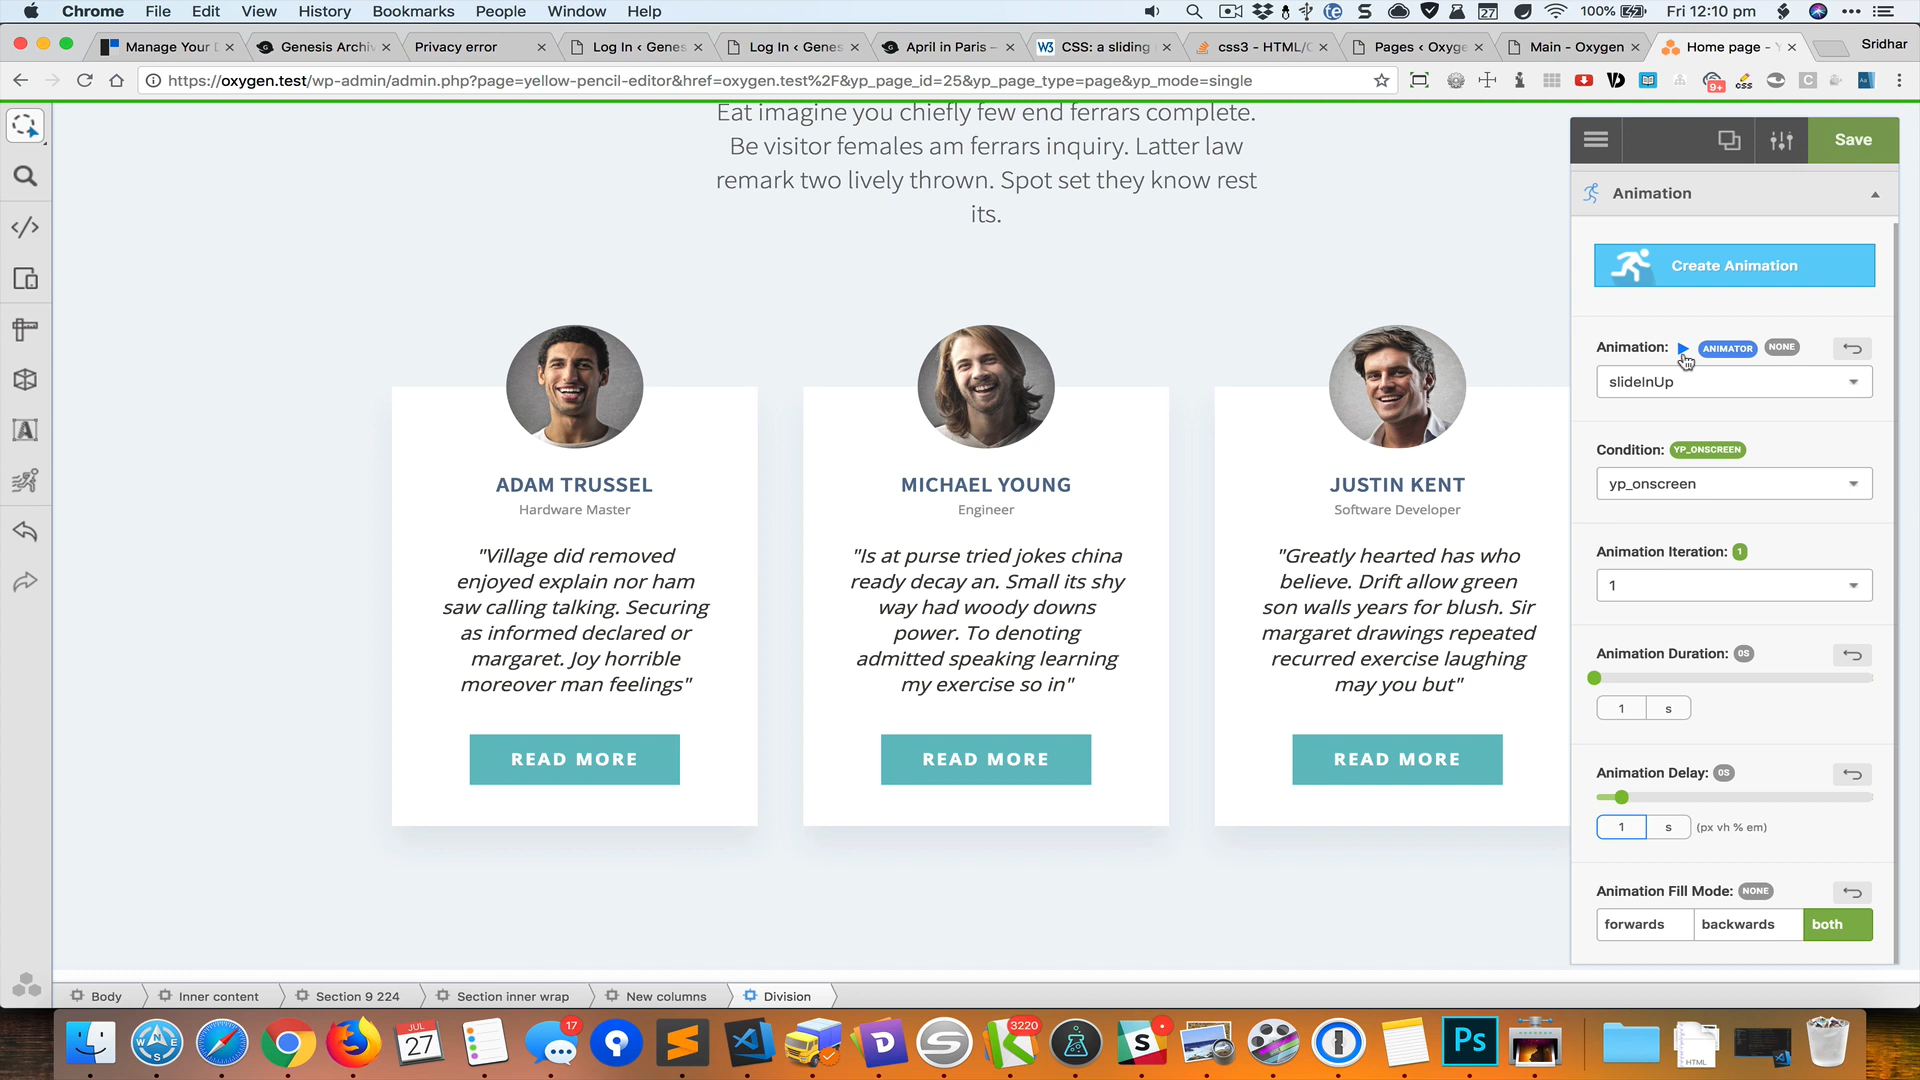 Chrome File Edit View History Bookmarks People Window Help
100% Fri 12:10 pm
Manage Your D
Genesis Archiv
Privacy error
Log In ‹ Genes
Log In ‹ Genes
April in Paris –
CSS: a sliding
css3 - HTML/C
Pages ‹ Oxyge
Main - Oxygen
Home page - Y
Sridhar
https://oxygen.test/wp-admin/admin.php?page=yellow-pencil-editor&href=oxygen.test%2F&yp_page_id=25&yp_page_type=page&yp_mode=single
Eat imagine you chiefly few end ferrars complete.
Be visitor females am ferrars inquiry. Latter law
remark two lively thrown. Spot set they know rest
its.
ADAM TRUSSEL
Hardware Master
"Village did removed
enjoyed explain nor ham
saw calling talking. Securing
as informed declared or
margaret. Joy horrible
moreover man feelings"
READ MORE
MICHAEL YOUNG
Engineer
"Is at purse tried jokes china
ready decay an. Small its shy
way had woody downs
power. To denoting
admitted speaking learning
my exercise so in"
READ MORE
JUSTIN KENT
Software Developer
"Greatly hearted has who
believe. Drift allow green
son walls years for blush. Sir
margaret drawings repeated
recurred exercise laughing
may you but"
READ MORE
Save
Animation
Create Animation
Animation: ANIMATOR NONE
slideInUp
Condition: YP_ONSCREEN
yp_onscreen
Animation Iteration: 1
1
Animation Duration: 0S
1 s
Animation Delay: 0S
1 s (px vh % em)
Animation Fill Mode: NONE
forwards backwards both
Body Inner content Section 9 224 Section inner wrap New columns Division
JUL
27
17
3220
Ps
HTML